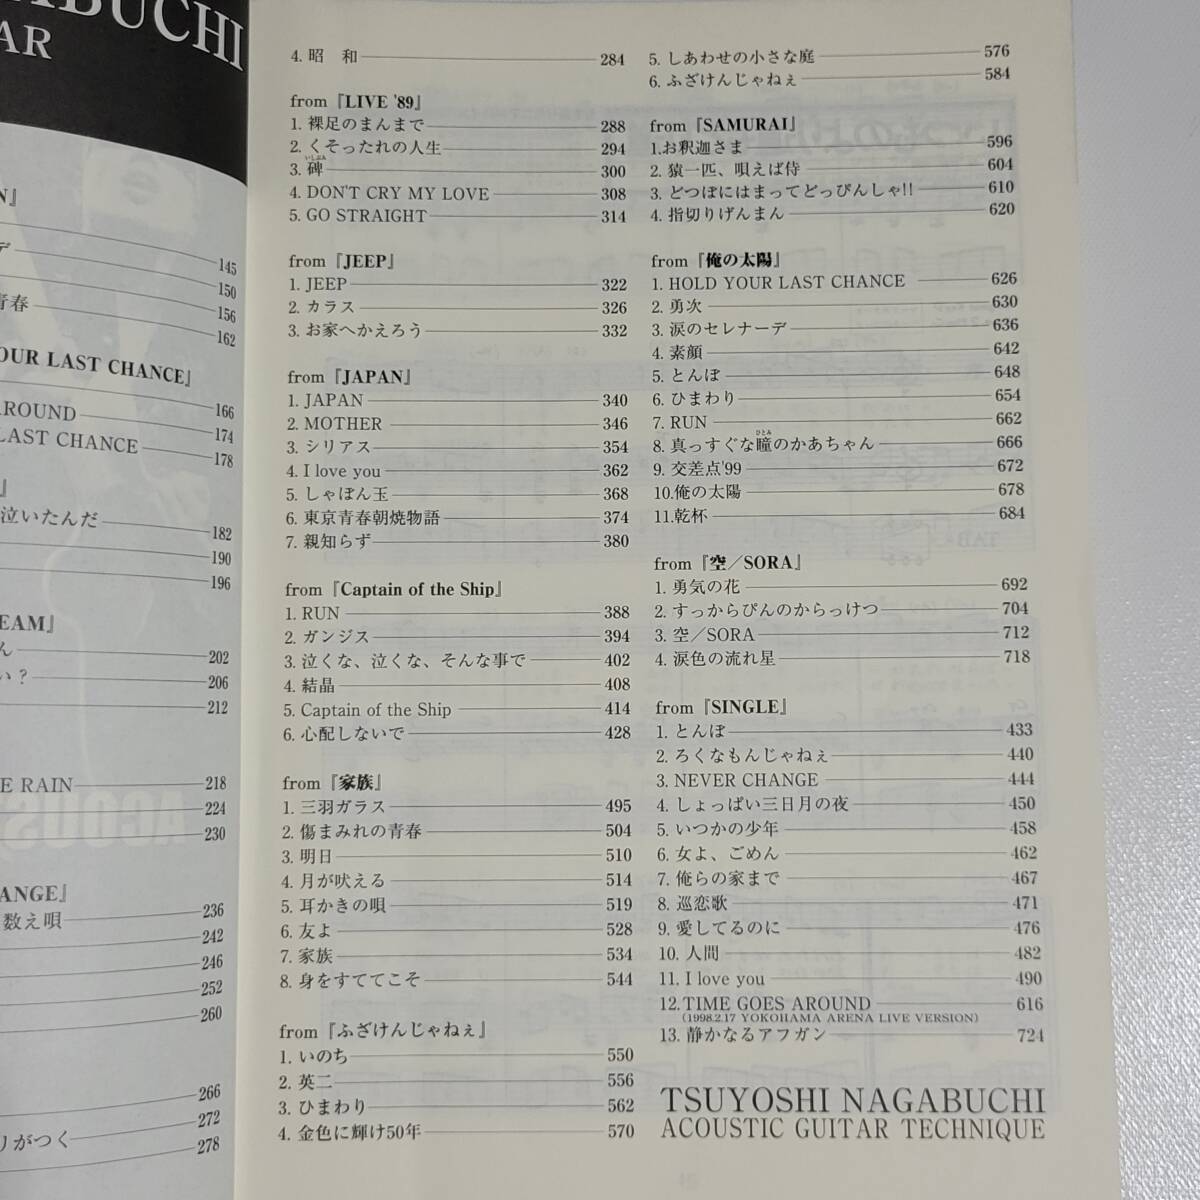 ABUCHI
AR
N』
デ
145
150
156
青春
162
OUR LAST CHANCE』
166
AROUND 174
LAST CHANCE 178
』
泣いたんだ 182
190
196
EAM』
ん 202
い? 206
212
E RAIN 218
224
230
ANGE』
数え唄 236
242
246
252
260
266
272
リがつく 278
4. 昭 和 284
from『LIVE '89』
1. 裸足のまんまで 288
2. くそったれの人生 294
いしぶみ
3. 碑 300
4. DON'T CRY MY LOVE 308
5. GO STRAIGHT 314
from『JEEP』
1. JEEP 322
2. カラス 326
3. お家へかえろう 332
from『JAPAN』
1. JAPAN 340
2. MOTHER 346
3. シリアス 354
4. I love you 362
5. しゃぼん玉 368
6. 東京青春朝焼物語 374
7. 親知らず 380
from『Captain of the Ship』
1. RUN 388
2. ガンジス 394
3. 泣くな、泣くな、そんな事で 402
4. 結晶 408
5. Captain of the Ship 414
6. 心配しないで 428
from『家族』
1. 三羽ガラス 495
2. 傷まみれの青春 504
3. 明日 510
4. 月が吠える 514
5. 耳かきの唄 519
6. 友よ 528
7. 家族 534
8. 身をすててこそ 544
from『ふざけんじゃねぇ』
1. いのち 550
2. 英二 556
3. ひまわり 562
4. 金色に輝け50年 570
5. しあわせの小さな庭 576
6. ふざけんじゃねぇ 584
from『SAMURAI』
1.お釈迦さま 596
2. 猿一匹、唄えば侍 604
3. どつぼにはまってどっぴんしゃ!! 610
4. 指切りげんまん 620
from『俺の太陽』
1. HOLD YOUR LAST CHANCE 626
2. 勇次 630
3. 涙のセレナーデ 636
4. 素顔 642
5. とんぼ 648
6. ひまわり 654
7. RUN 662
ひとみ
8. 真っすぐな瞳のかあちゃん 666
9. 交差点'99 672
10.俺の太陽 678
11.乾杯 684
from『空／SORA』
1. 勇気の花 692
2. すっからぴんのからっけつ 704
3. 空／SORA 712
4. 涙色の流れ星 718
from『SINGLE』
1. とんぼ 433
2. ろくなもんじゃねぇ 440
3. NEVER CHANGE 444
4. しょっぱい三日月の夜 450
5. いつかの少年 458
6. 女よ、ごめん 462
7. 俺らの家まで 467
8. 巡恋歌 471
9. 愛してるのに 476
10. 人間 482
11. I love you 490
12.TIME GOES AROUND 616
(1998.2.17 YOKOHAMA ARENA LIVE VERSION)
13. 静かなるアフガン 724
TSUYOSHI NAGABUCHI
ACOUSTIC GUITAR TECHNIQUE